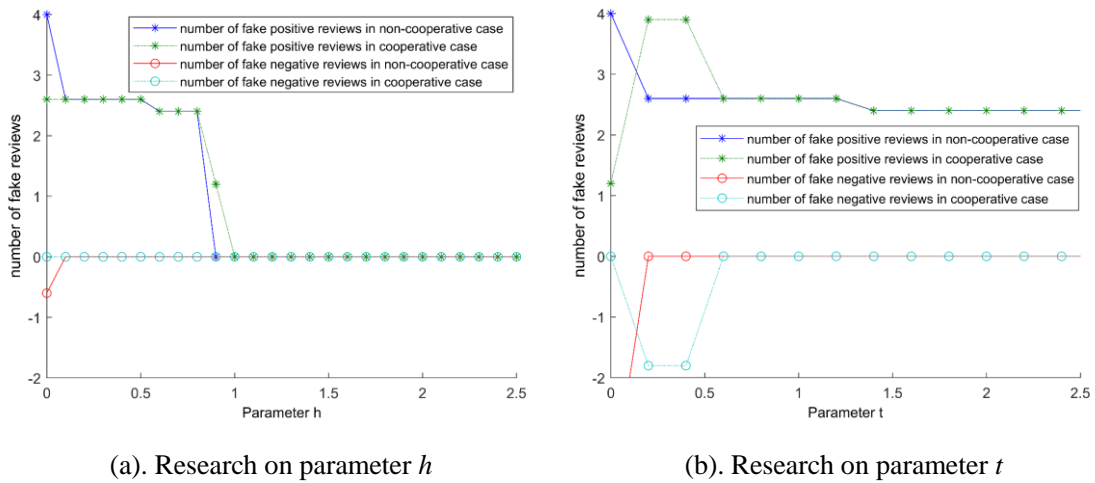 4
3
2
1
0
-1
-2
number of fake reviews
number of fake positive reviews in non-cooperative case
number of fake positive reviews in cooperative case
number of fake negative reviews in non-cooperative case
number of fake negative reviews in cooperative case
0 0.5 1 1.5 2 2.5
Parameter h
(a). Research on parameter h
4
3
2
1
0
-1
-2
number of fake reviews
number of fake positive reviews in non-cooperative case
number of fake positive reviews in cooperative case
number of fake negative reviews in non-cooperative case
number of fake negative reviews in cooperative case
0 0.5 1 1.5 2 2.5
Parameter t
(b). Research on parameter t